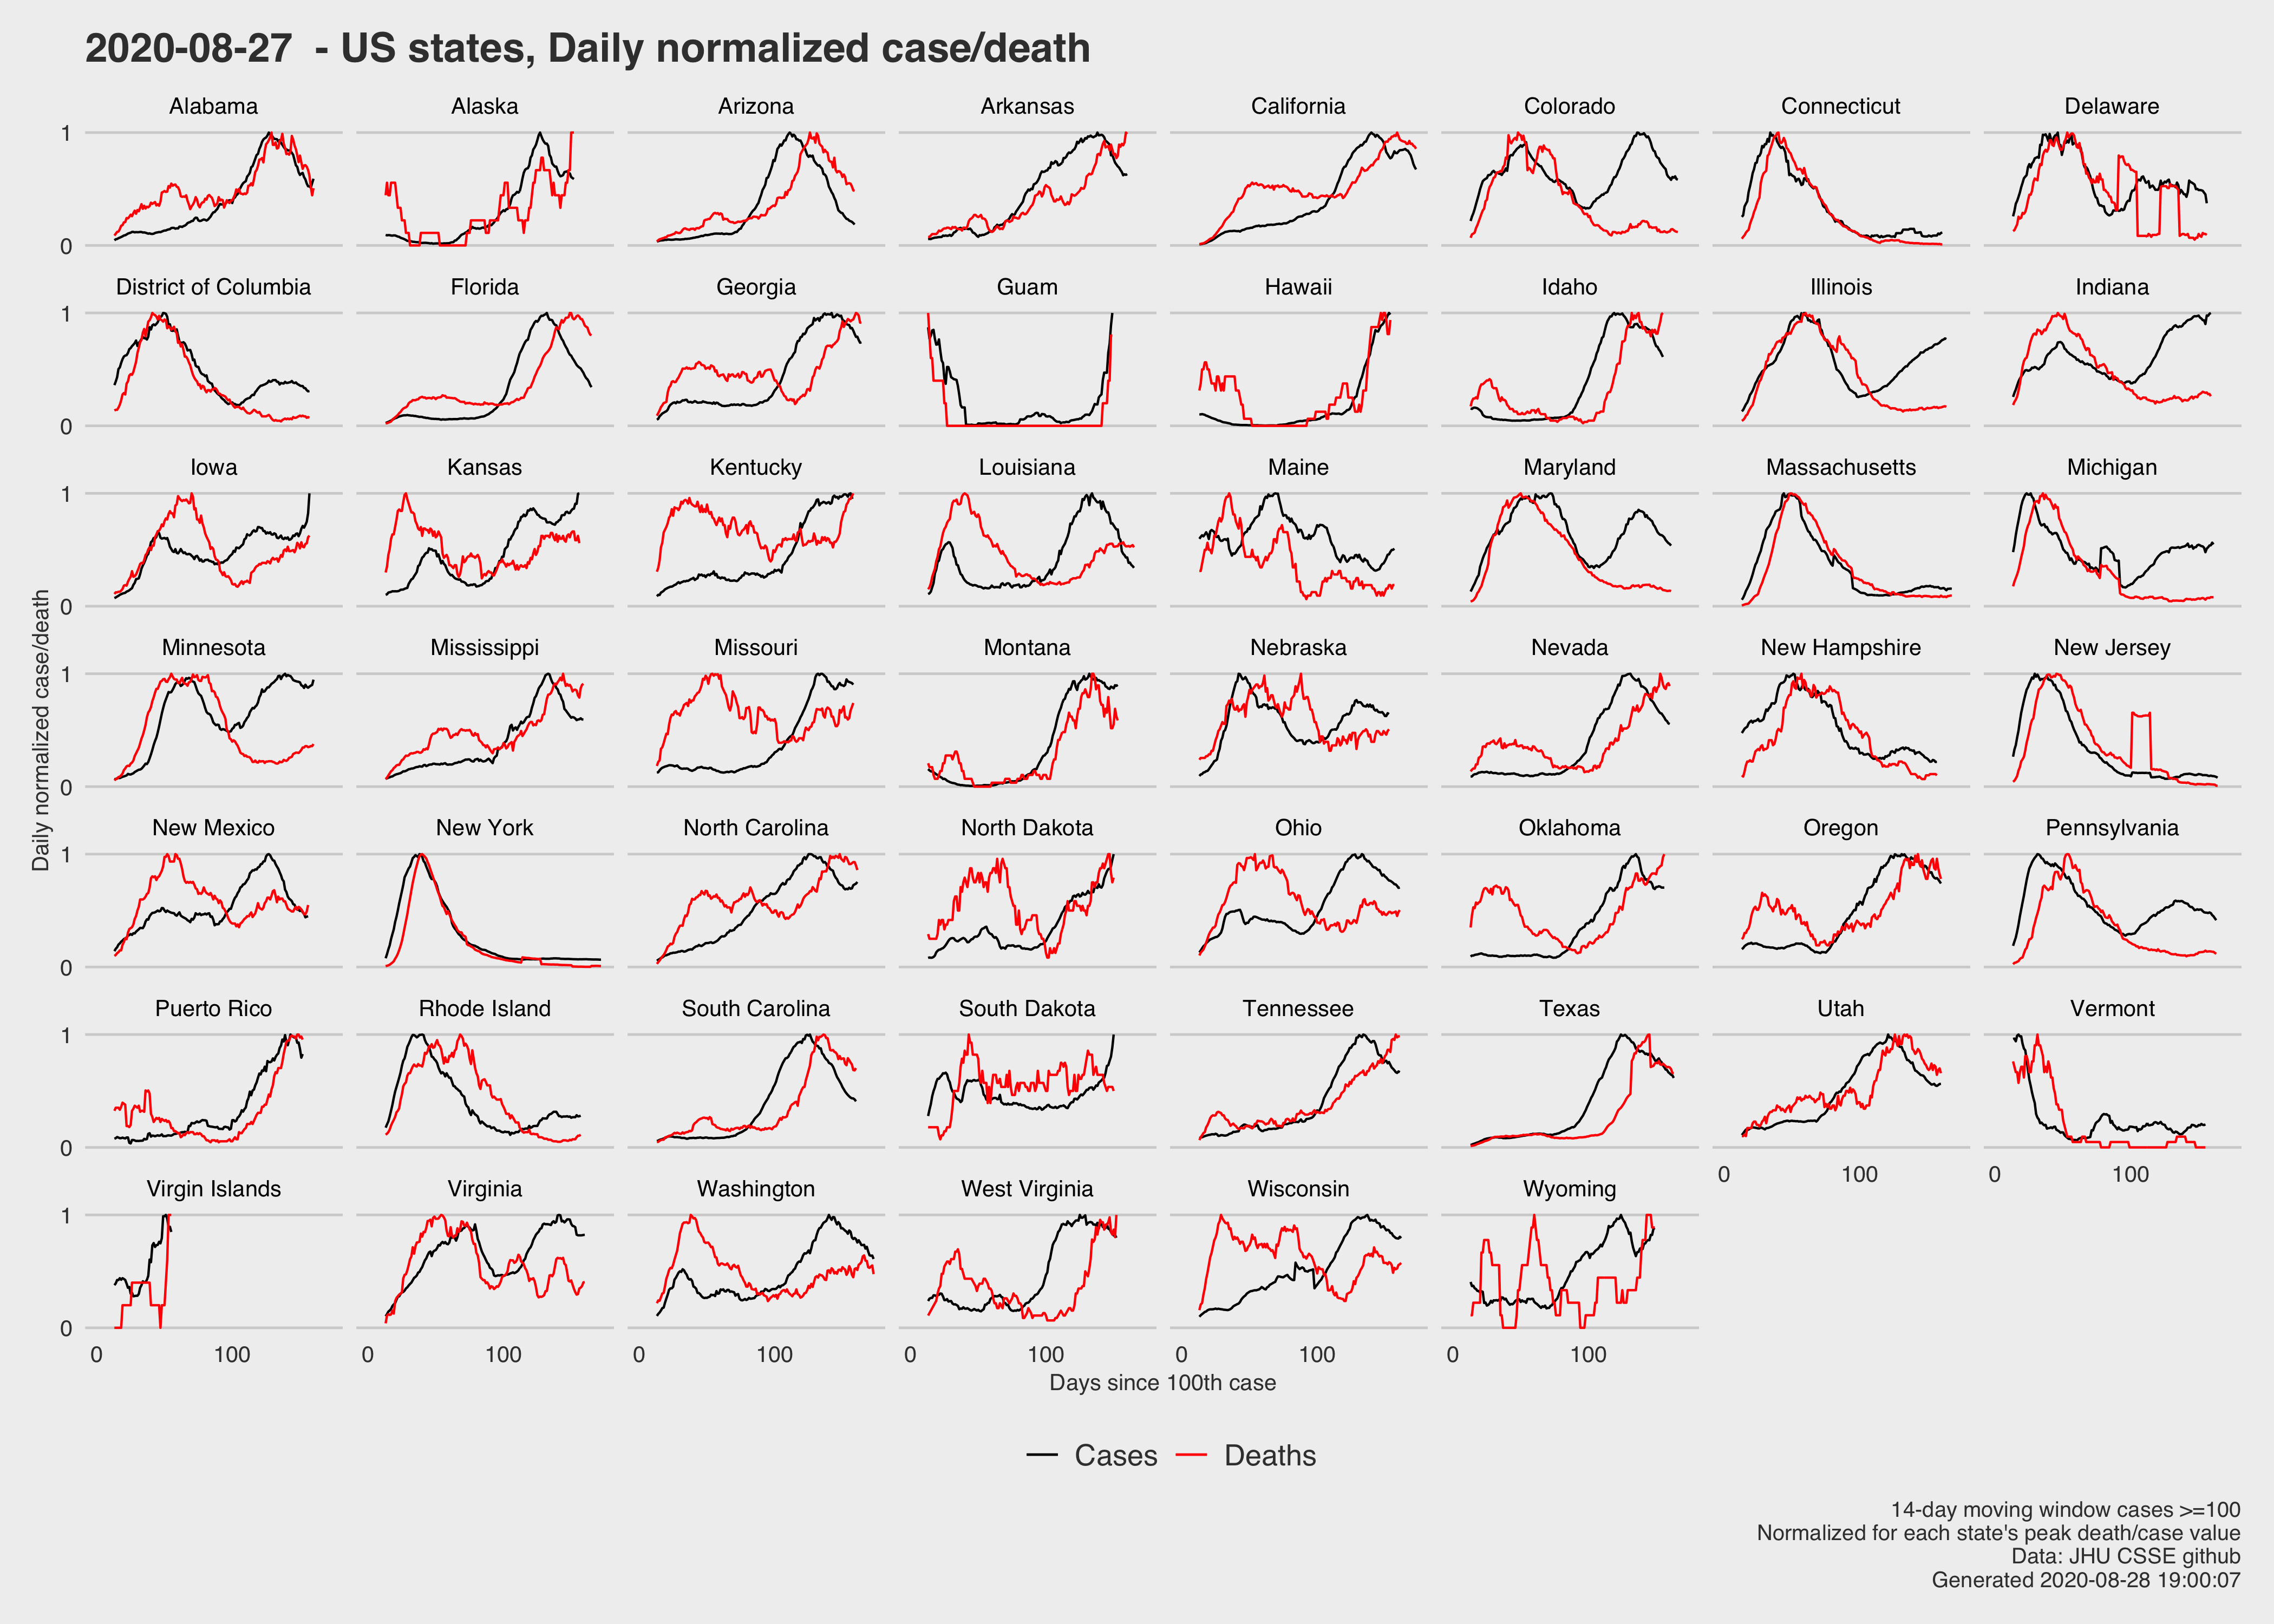 2020-08-27  - US states, Daily normalized case/death
Alabama Alaska Arizona Arkansas California Colorado Connecticut Delaware
1
0
District of Columbia Florida Georgia Guam Hawaii Idaho Illinois Indiana
1
0
Iowa Kansas Kentucky Louisiana Maine Maryland Massachusetts Michigan
1
0
Daily normalized case/death
Minnesota Mississippi Missouri Montana Nebraska Nevada New Hampshire New Jersey
1
0
New Mexico New York North Carolina North Dakota Ohio Oklahoma Oregon Pennsylvania
1
0
Puerto Rico Rhode Island South Carolina South Dakota Tennessee Texas Utah Vermont
1
0
0 100 0 100
Virgin Islands Virginia Washington West Virginia Wisconsin Wyoming
1
0
0 100 0 100 0 100 0 100 0 100 0 100
Days since 100th case
Cases Deaths
14-day moving window cases >=100
Normalized for each state's peak death/case value
Data: JHU CSSE github
Generated 2020-08-28 19:00:07